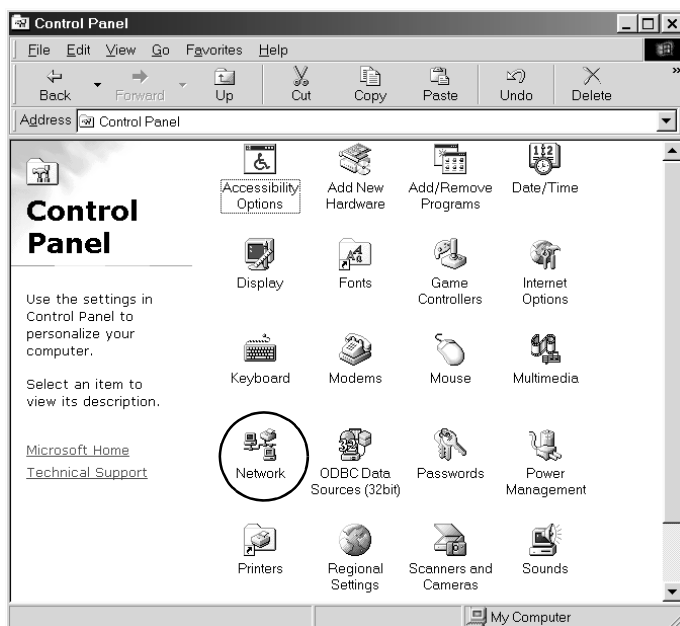 Control Panel
File Edit View Go Favorites Help
Back Forward Up Cut Copy Paste Undo Delete »
Address Control Panel
Control
Panel
Use the settings in
Control Panel to
personalize your
computer.
Select an item to
view its description.
Microsoft Home
Technical Support
Accessibility
Options
Add New
Hardware
Add/Remove
Programs
Date/Time
Display
Fonts
Game
Controllers
Internet
Options
Keyboard
Modems
Mouse
Multimedia
Network
ODBC Data
Sources (32bit)
Passwords
Power
Management
Printers
Regional
Settings
Scanners and
Cameras
Sounds
My Computer